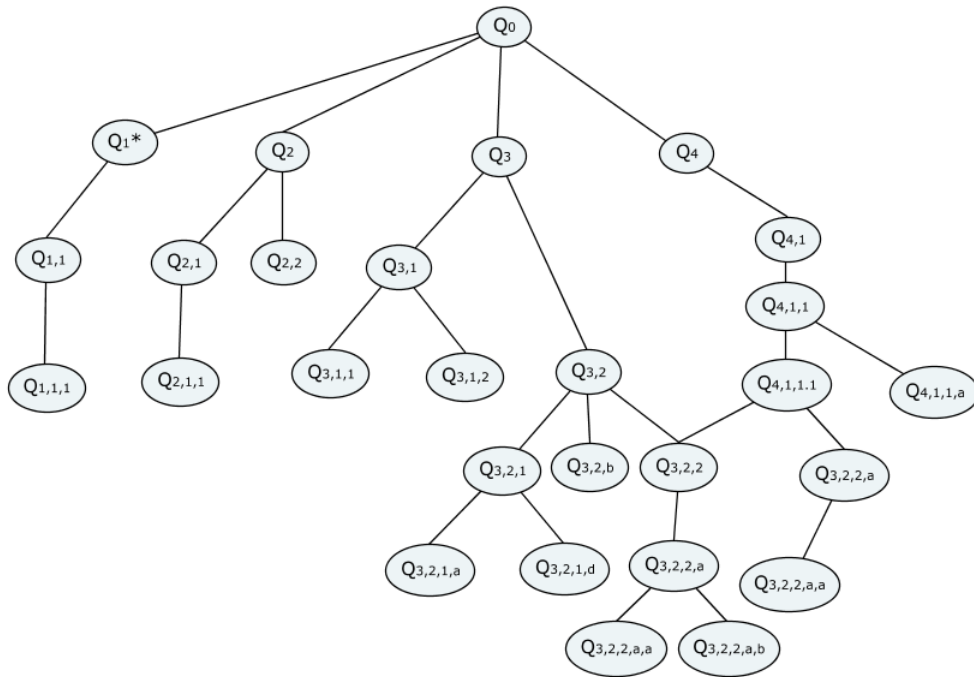 Q0
Q1*
Q2
Q3
Q4
Q4,1
Q1,1
Q2,1
Q2,2
Q3,1
Q4,1,1
Q3,1,1
Q3,1,2
Q3,2
Q4,1,1.1
Q4,1,1,a
Q1,1,1
Q2,1,1
Q3,2,1
Q3,2,b
Q3,2,2
Q3,2,2,a
Q3,2,1,a
Q3,2,1,d
Q3,2,2,a
Q3,2,2,a,a
Q3,2,2,a,a
Q3,2,2,a,b